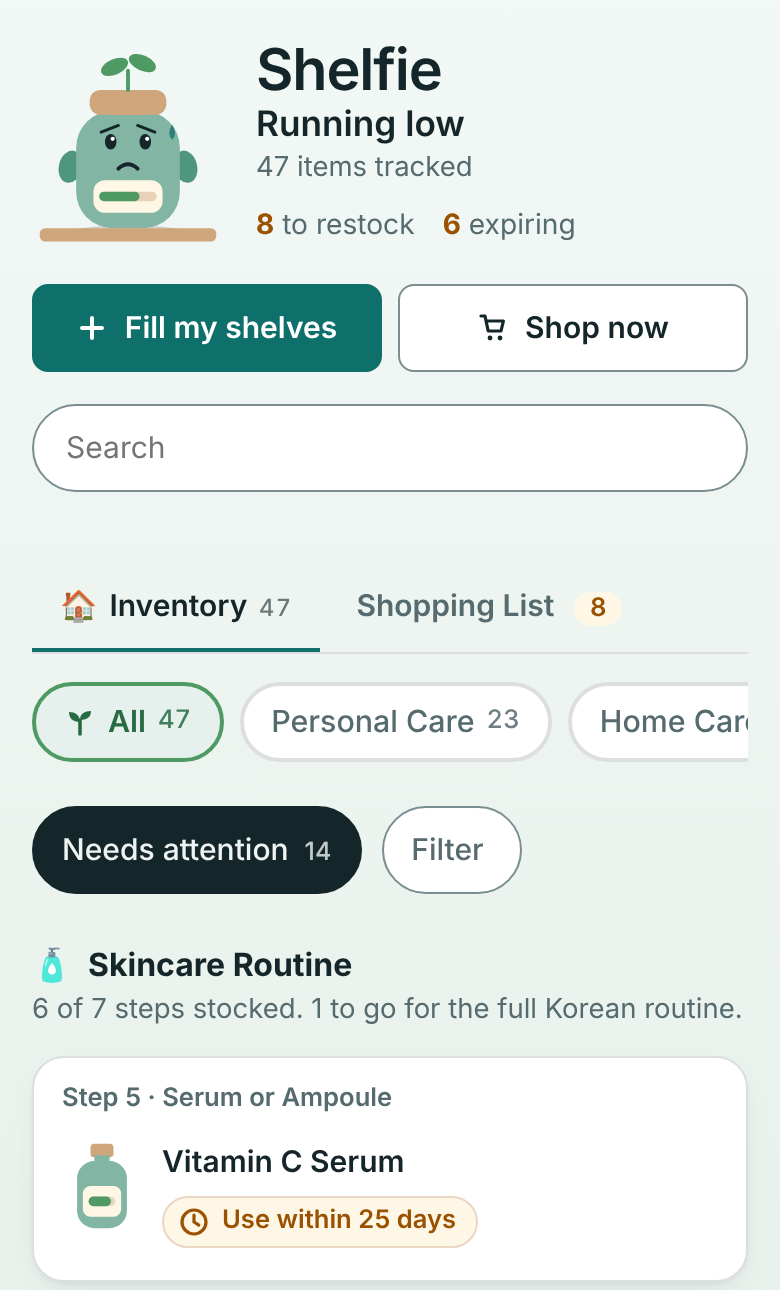 Shelfie
Running low
47 items tracked
8 to restock 6 expiring
Fill my shelves
Shop now
Search
Inventory 47
Shopping List 8
All 47
Personal Care 23
Home Care
Needs attention 14
Filter
Skincare Routine
6 of 7 steps stocked. 1 to go for the full Korean routine.
Step 5 · Serum or Ampoule
Vitamin C Serum
Use within 25 days